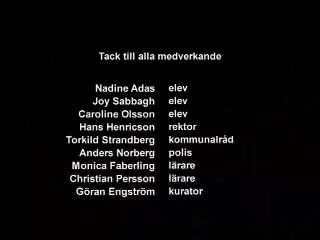 Tack till alla medverkande
Nadine Adas elev
Joy Sabbagh elev
Caroline Olsson elev
Hans Henricson rektor
Torkild Strandberg kommunalråd
Anders Norberg polis
Monica Faberling lärare
Christian Persson lärare
Göran Engström kurator